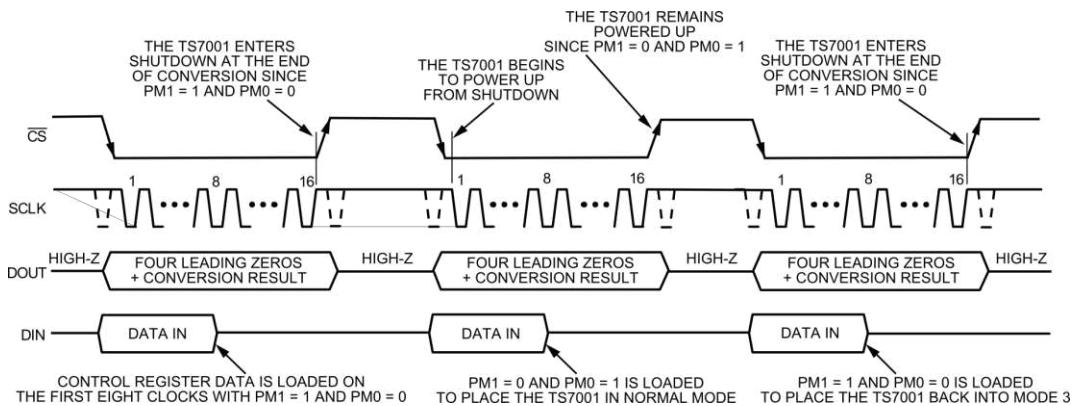 THE TS7001 ENTERS
SHUTDOWN AT THE END
OF CONVERSION SINCE
PM1 = 1 AND PM0 = 0
THE TS7001 BEGINS
TO POWER UP
FROM SHUTDOWN
THE TS7001 REMAINS
POWERED UP
SINCE PM1 = 0 AND PM0 = 1
THE TS7001 ENTERS
SHUTDOWN AT THE END
OF CONVERSION SINCE
PM1 = 1 AND PM0 = 0
CS
SCLK
1 8 16 1 8 16 1 8 16
DOUT
HIGH-Z
FOUR LEADING ZEROS
+ CONVERSION RESULT
HIGH-Z
FOUR LEADING ZEROS
+ CONVERSION RESULT
HIGH-Z
FOUR LEADING ZEROS
+ CONVERSION RESULT
HIGH-Z
DIN
DATA IN
DATA IN
DATA IN
CONTROL REGISTER DATA IS LOADED ON
THE FIRST EIGHT CLOCKS WITH PM1 = 1 AND PM0 = 0
PM1 = 0 AND PM0 = 1 IS LOADED
TO PLACE THE TS7001 IN NORMAL MODE
PM1 = 1 AND PM0 = 0 IS LOADED
TO PLACE THE TS7001 BACK INTO MODE 3